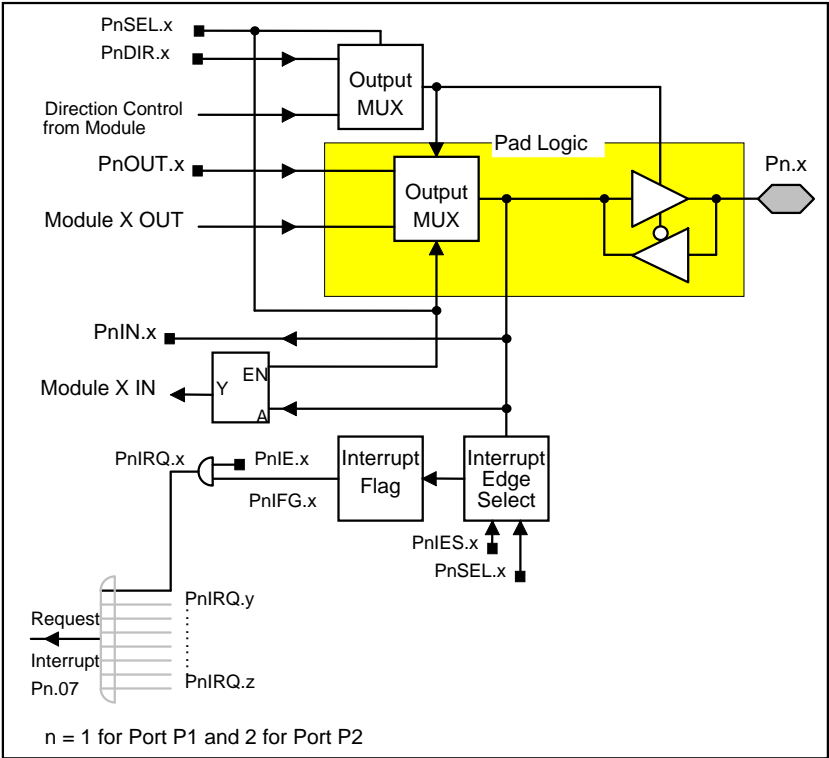 PnSEL.x
PnDIR.x
Output
MUX
Direction Control
from Module
Pad Logic
PnOUT.x
Output
MUX
Pn.x
Module X OUT
PnIN.x
EN
Module X IN
Y
A
PnIRQ.x
PnIE.x
Interrupt
Flag
Interrupt
Edge
Select
PnIFG.x
PnIES.x
PnSEL.x
PnIRQ.y
Request
Interrupt
PnIRQ.z
Pn.07
n = 1 for Port P1 and 2 for Port P2